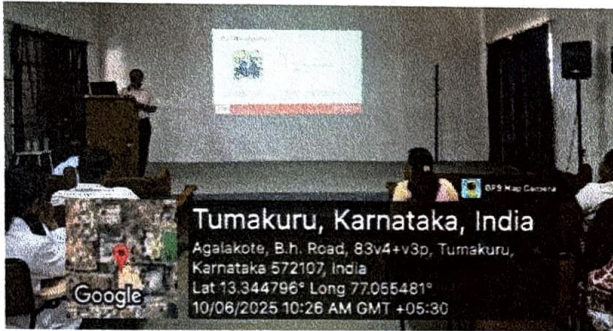 GPS Map Camera
Tumakuru, Karnataka, India
Agalakote, B.h. Road, 83v4+v3p, Tumakuru,
Karnataka 572107, India
Lat 13.344796° Long 77.055481°
10/06/2025 10:26 AM GMT +05:30
Google